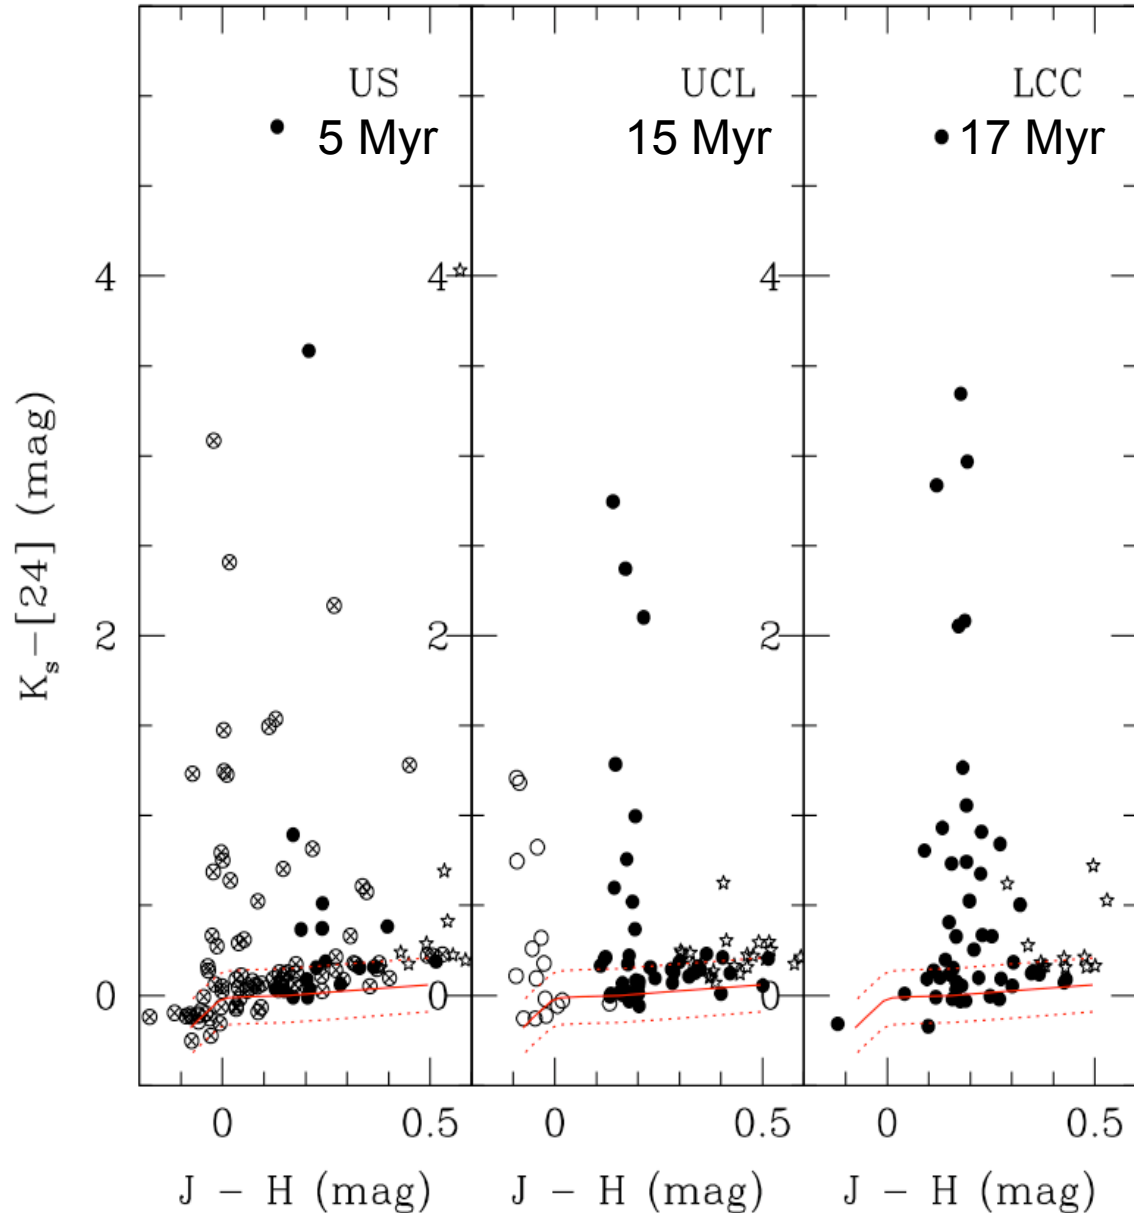 US UCL LCC
5 Myr 15 Myr 17 Myr
4 4 4
2 2 2
0 0 0
K_s−[24] (mag)
0 0.5 0 0.5 0 0.5
J − H (mag) J − H (mag) J − H (mag)